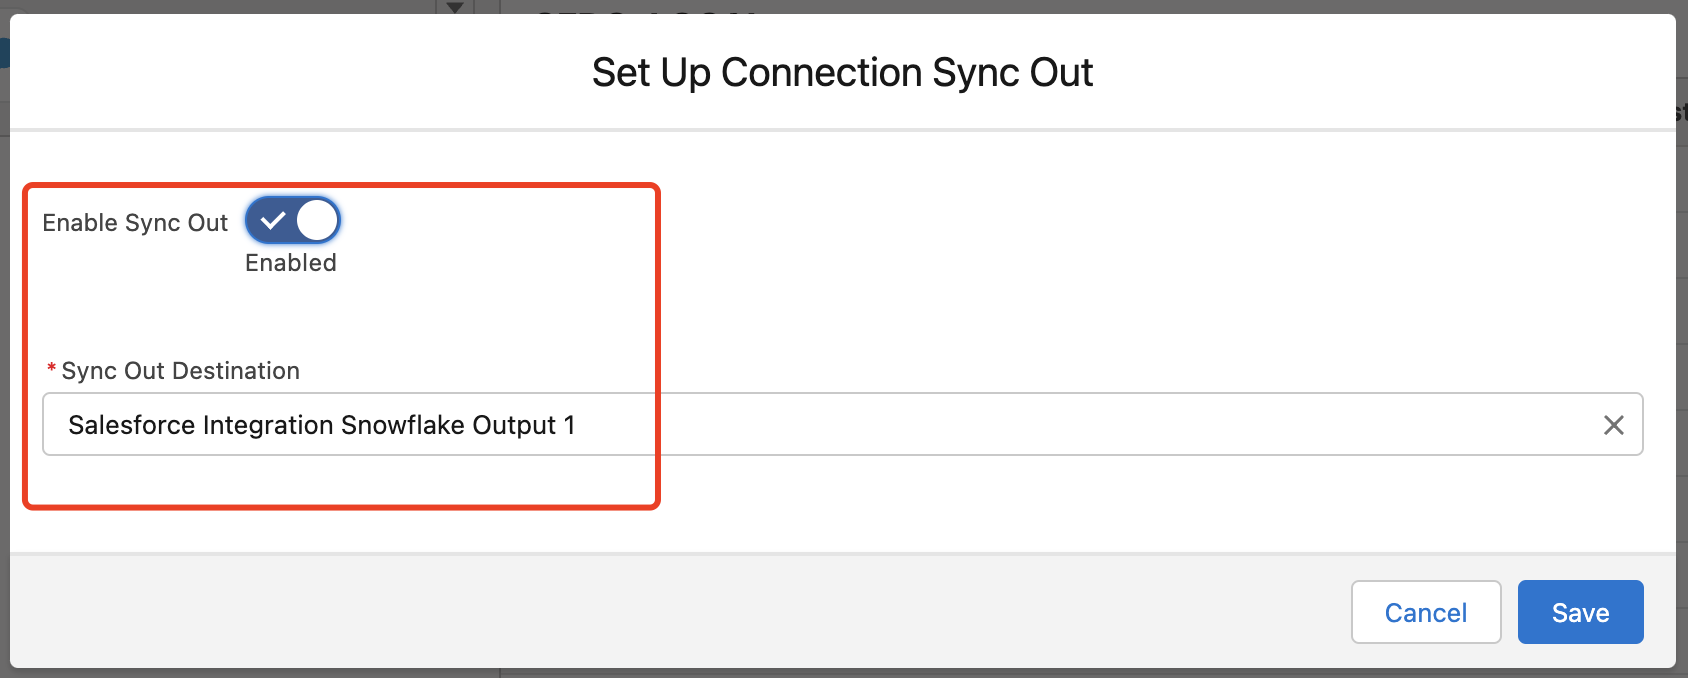 Set Up Connection Sync Out
Enable Sync Out
Enabled
* Sync Out Destination
Salesforce Integration Snowflake Output 1
Cancel
Save